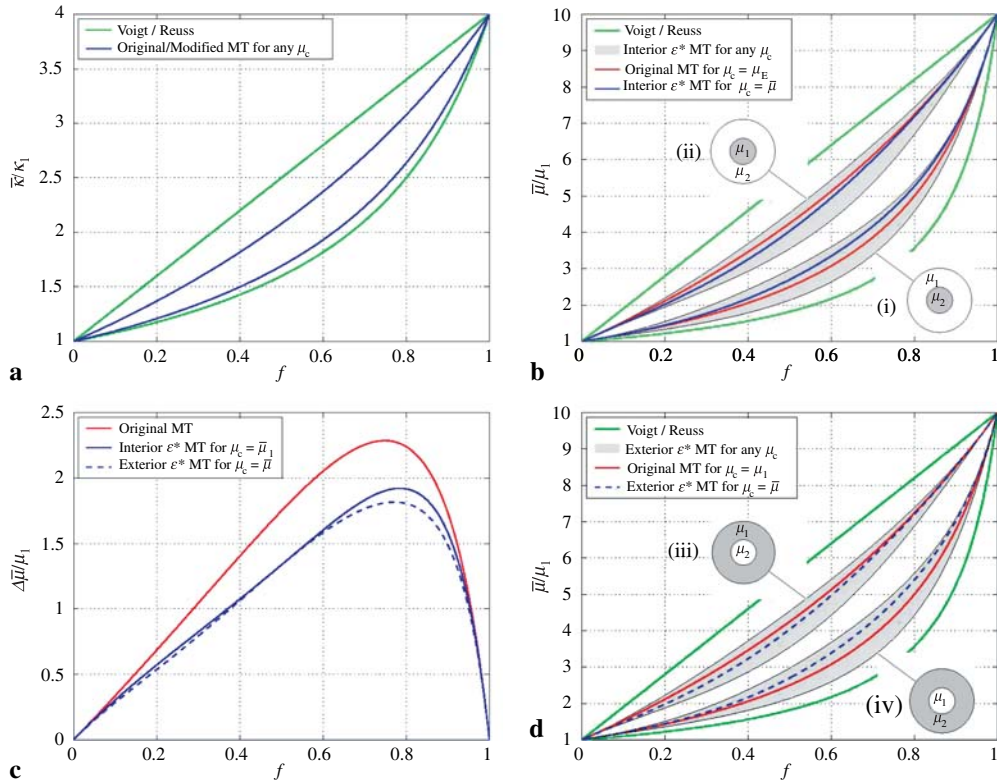 4
3.5
3
2.5
2
1.5
1
0
0.2
0.4
0.6
0.8
1
κ̄/κ₁
f
Voigt / Reuss
Original/Modified MT for any μc
a
10
9
8
7
6
5
4
3
2
1
0
0.2
0.4
0.6
0.8
1
μ̄/μ₁
f
Voigt / Reuss
Interior ε* MT for any μc
Original MT for μc = μE
Interior ε* MT for μc = μ̄
(ii)
μ₁
μ₂
μ₁
μ₂
(i)
b
2.5
2
1.5
1
0.5
0
0
0.2
0.4
0.6
0.8
1
Δμ̄/μ₁
f
Original MT
Interior ε* MT for μc = μ̄₁
Exterior ε* MT for μc = μ̄
c
10
9
8
7
6
5
4
3
2
1
0
0.2
0.4
0.6
0.8
1
μ̄/μ₁
f
Voigt / Reuss
Exterior ε* MT for any μc
Original MT for μc = μ₁
Exterior ε* MT for μc = μ̄
(iii)
μ₁
μ₂
(iv)
μ₁
μ₂
d